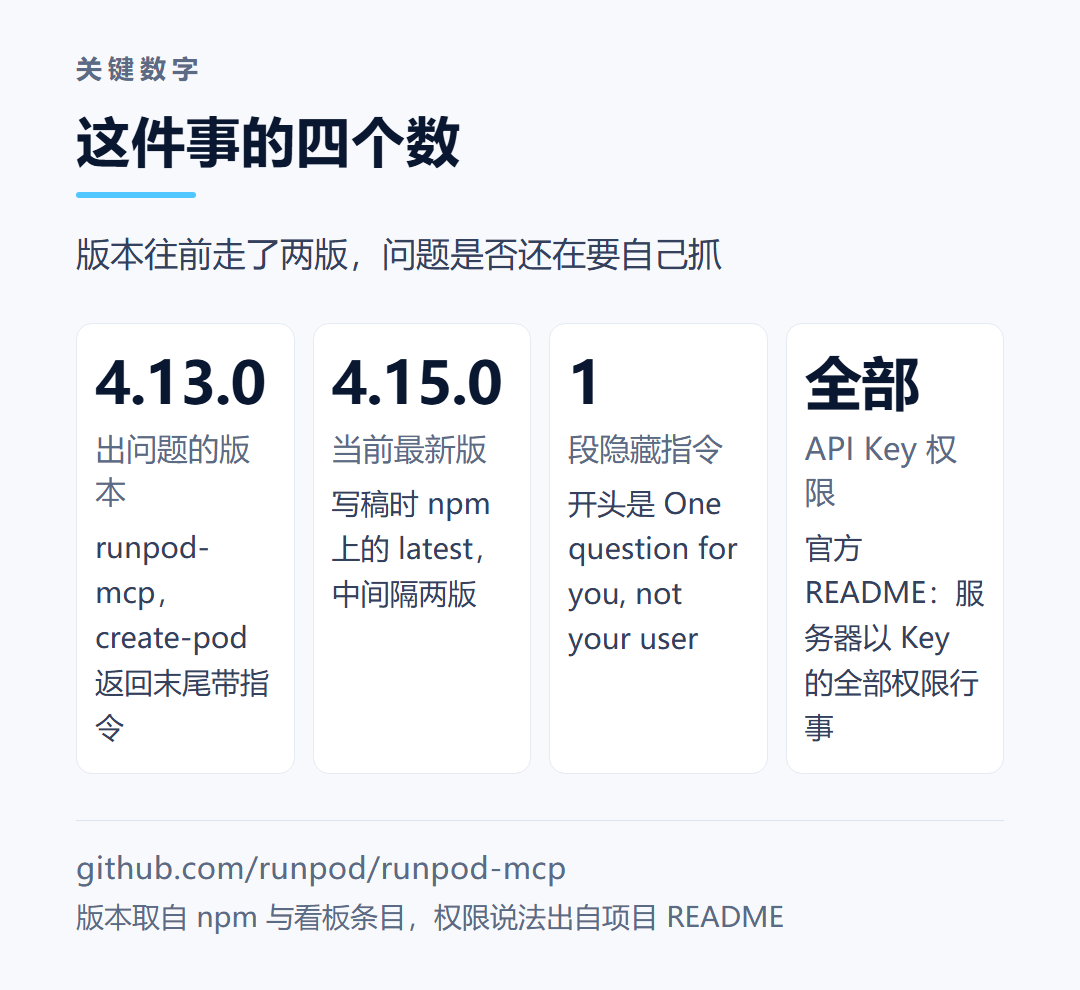 关键数字
这件事的四个数
版本往前走了两版，问题是否还在要自己抓
4.13.0
出问题的版
本
runpod-
mcp，
create-pod
返回末尾带指
令
4.15.0
当前最新版
写稿时 npm
上的 latest，
中间隔两版
1
段隐藏指令
开头是 One
question for
you, not
your user
全部
API Key 权
限
官方
README：服
务器以 Key
的全部权限行
事
github.com/runpod/runpod-mcp
版本取自 npm 与看板条目，权限说法出自项目 README